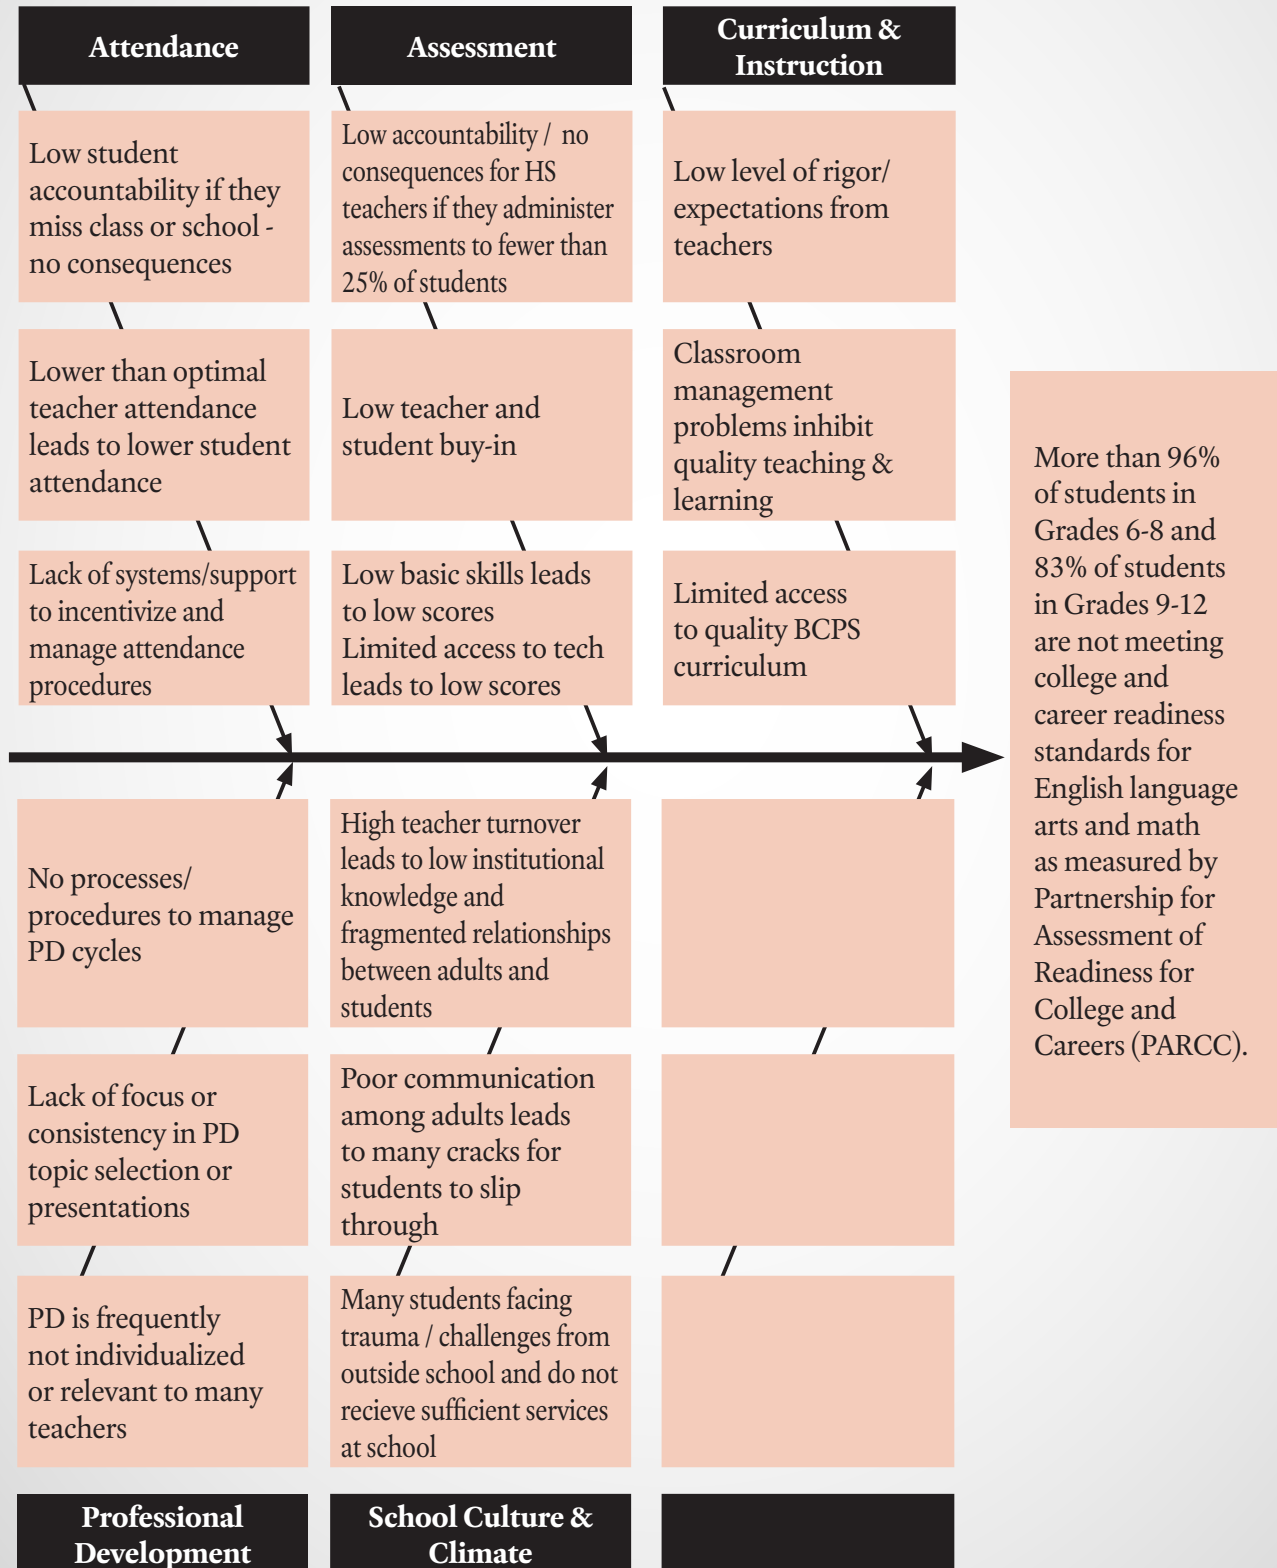 Attendance
Low student
accountability if they
miss class or school -
no consequences
Lower than optimal
teacher attendance
leads to lower student
attendance
Lack of systems/support
to incentivize and
manage attendance
procedures
Assessment
Low accountability / no
consequences for HS
teachers if they administer
assessments to fewer than
25% of students
Low teacher and
student buy-in
Low basic skills leads
to low scores
Limited access to tech
leads to low scores
Curriculum &
Instruction
Low level of rigor/
expectations from
teachers
Classroom
management
problems inhibit
quality teaching &
learning
Limited access
to quality BCPS
curriculum
No processes/
procedures to manage
PD cycles
Lack of focus or
consistency in PD
topic selection or
presentations
PD is frequently
not individualized
or relevant to many
teachers
Professional
Development
High teacher turnover
leads to low institutional
knowledge and
fragmented relationships
between adults and
students
Poor communication
among adults leads
to many cracks for
students to slip
through
Many students facing
trauma / challenges from
outside school and do not
recieve sufficient services
at school
School Culture &
Climate
More than 96%
of students in
Grades 6-8 and
83% of students
in Grades 9-12
are not meeting
college and
career readiness
standards for
English language
arts and math
as measured by
Partnership for
Assessment of
Readiness for
College and
Careers (PARCC).